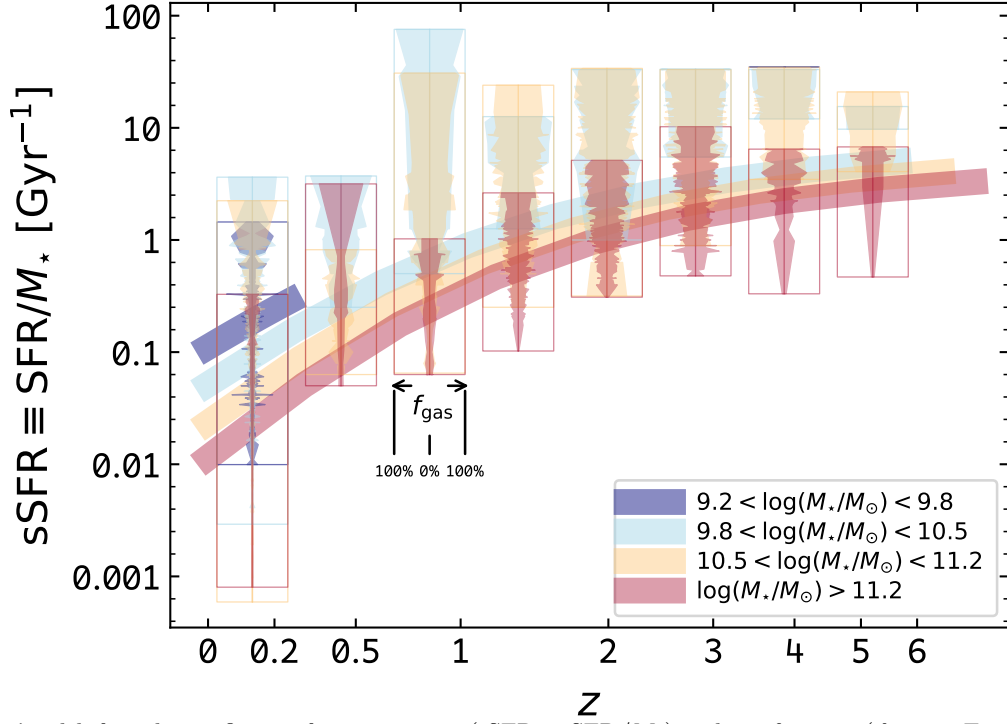 100
10
1
0.1
0.01
0.001
sSFR ≡ SFR/M⋆ [Gyr⁻¹]
f_gas
100% 0% 100%
9.2 < log(M⋆/M⊙) < 9.8
9.8 < log(M⋆/M⊙) < 10.5
10.5 < log(M⋆/M⊙) < 11.2
log(M⋆/M⊙) > 11.2
0 0.2 0.5 1 2 3 4 5 6
z